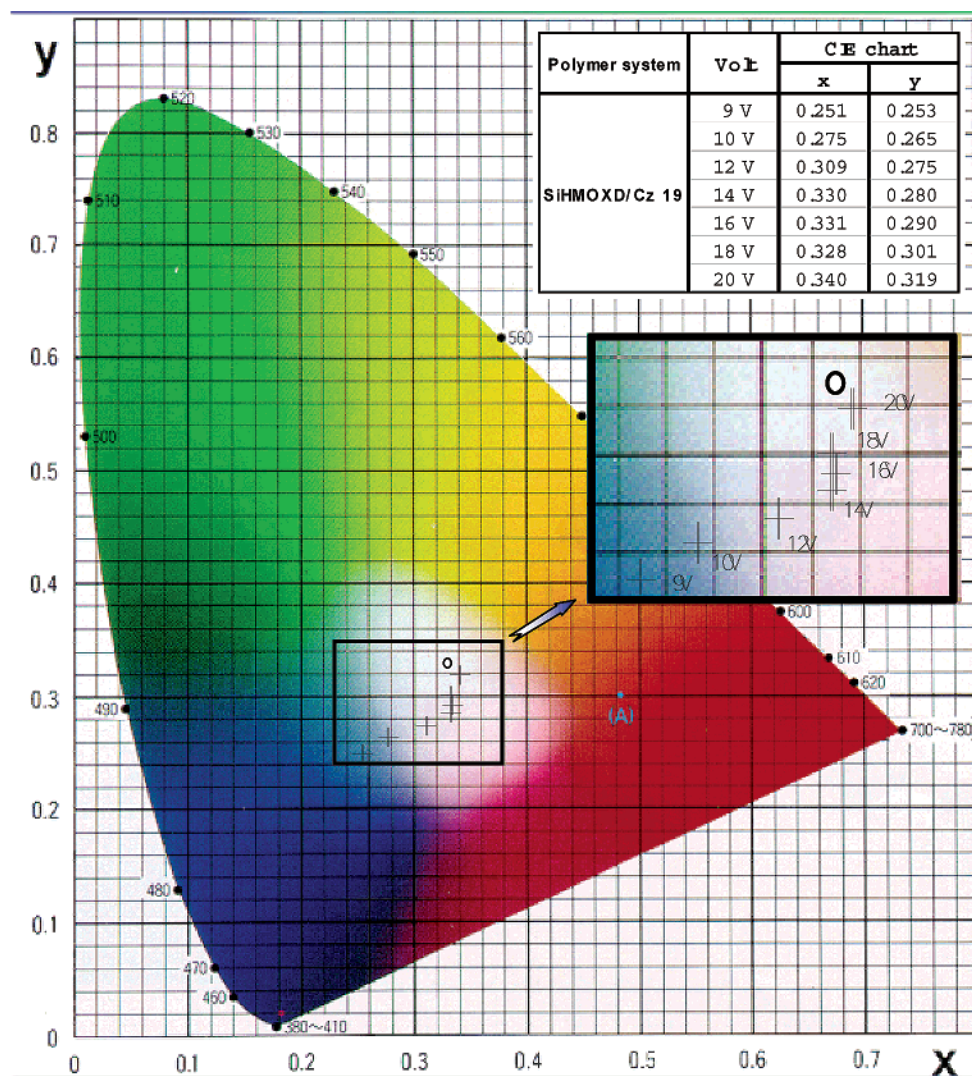 y
Polymer system Volt CIE chart
x y
SiHMOXD/Cz 19
9 V 0.251 0.253
10 V 0.275 0.265
12 V 0.309 0.275
14 V 0.330 0.280
16 V 0.331 0.290
18 V 0.328 0.301
20 V 0.340 0.319
520
530
540
550
560
510
500
490
480
470
460
380~410
600
610
620
700~780
20V
18V
16V
14V
12V
10V
9V
(A)
0.8
0.7
0.6
0.5
0.4
0.3
0.2
0.1
0
0 0.1 0.2 0.3 0.4 0.5 0.6 0.7 x